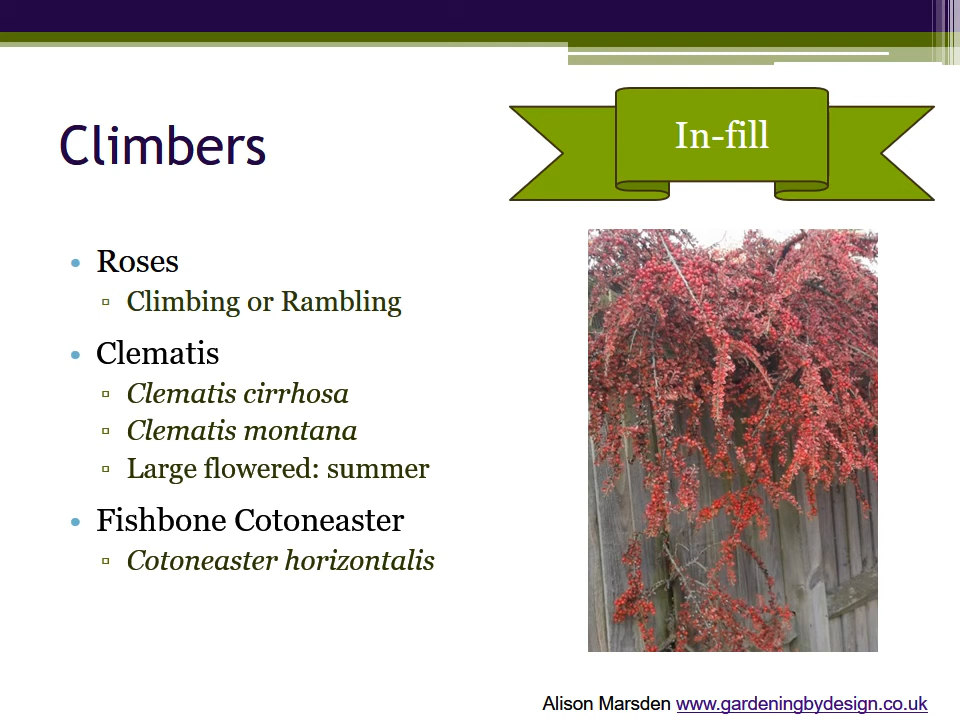 Climbers
In-fill
• Roses
▫ Climbing or Rambling
• Clematis
▫ Clematis cirrhosa
▫ Clematis montana
▫ Large flowered: summer
• Fishbone Cotoneaster
▫ Cotoneaster horizontalis
Alison Marsden www.gardeningbydesign.co.uk